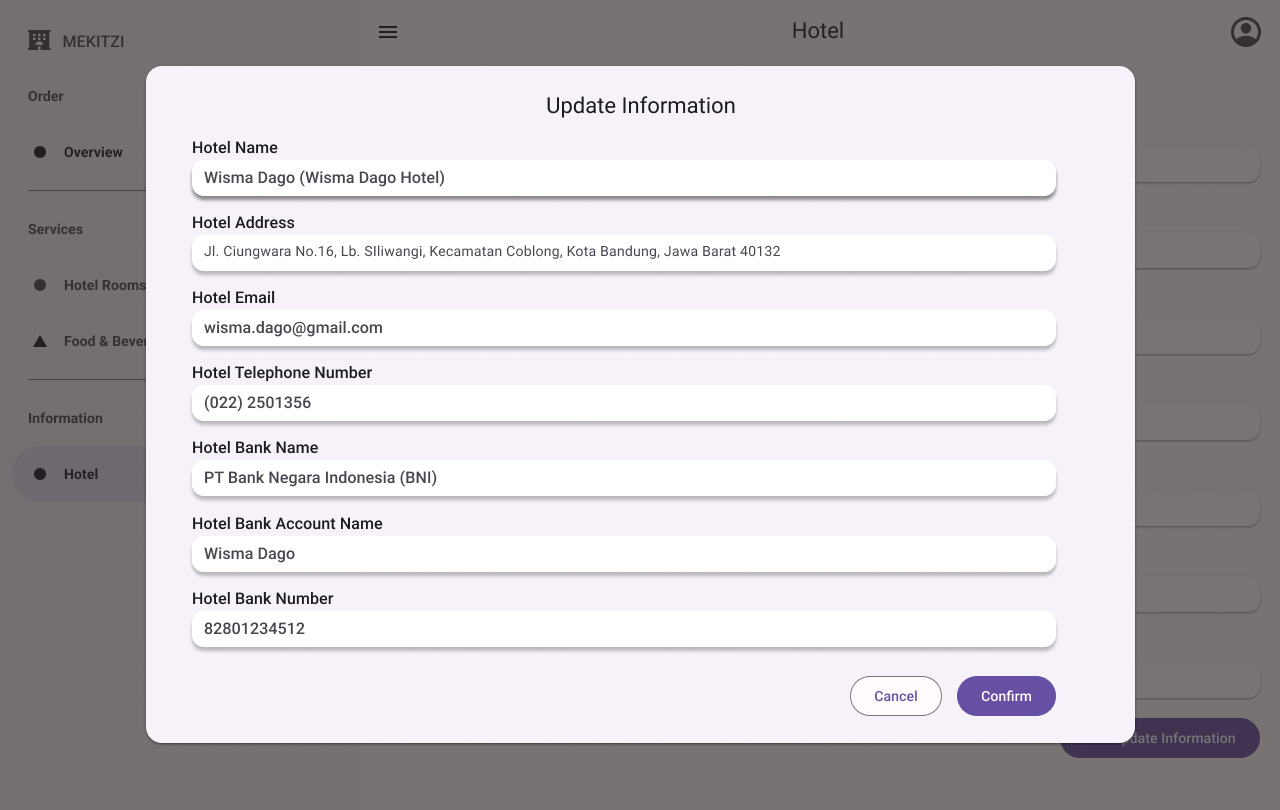 MEKITZI
Hotel
Order
Overview
Services
Hotel Rooms
Food &
Information
Hotel
Update Information
Hotel Name
Wisma Dago (Wisma Dago Hotel)
Hotel Address
Jl. Ciungwara No.16, Lb. SIliwangi, Kecamatan Coblong, Kota Bandung, Jawa Barat 40132
Hotel Email
wisma.dago@gmail.com
Hotel Telephone Number
(022) 2501356
Hotel Bank Name
PT Bank Negara Indonesia (BNI)
Hotel Bank Account Name
Wisma Dago
Hotel Bank Number
82801234512
Cancel
Confirm
Information